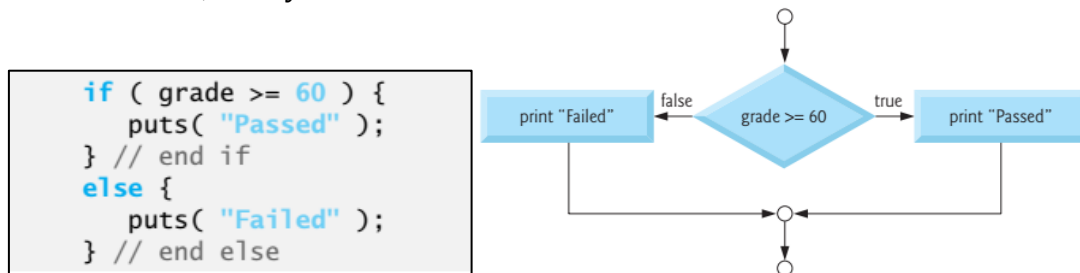 if ( grade >= 60 ) {
   puts( "Passed" );
} // end if
else {
   puts( "Failed" );
} // end else
print "Failed"
false
grade >= 60
true
print "Passed"